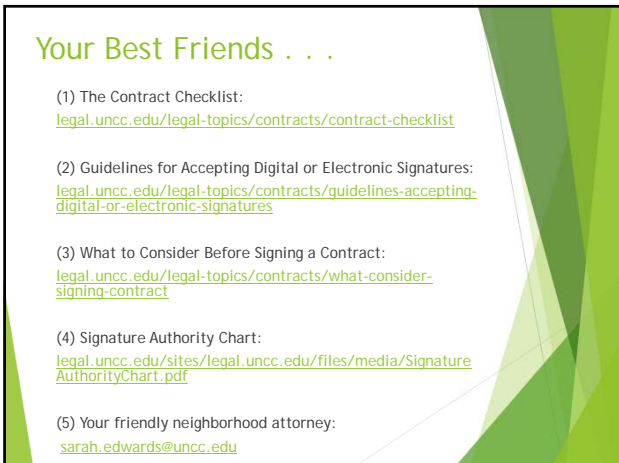 Your Best Friends . . .
(1) The Contract Checklist:
legal.uncc.edu/legal-topics/contracts/contract-checklist
(2) Guidelines for Accepting Digital or Electronic Signatures:
legal.uncc.edu/legal-topics/contracts/guidelines-accepting-
digital-or-electronic-signatures
(3) What to Consider Before Signing a Contract:
legal.uncc.edu/legal-topics/contracts/what-consider-
signing-contract
(4) Signature Authority Chart:
legal.uncc.edu/sites/legal.uncc.edu/files/media/Signature
AuthorityChart.pdf
(5) Your friendly neighborhood attorney:
sarah.edwards@uncc.edu